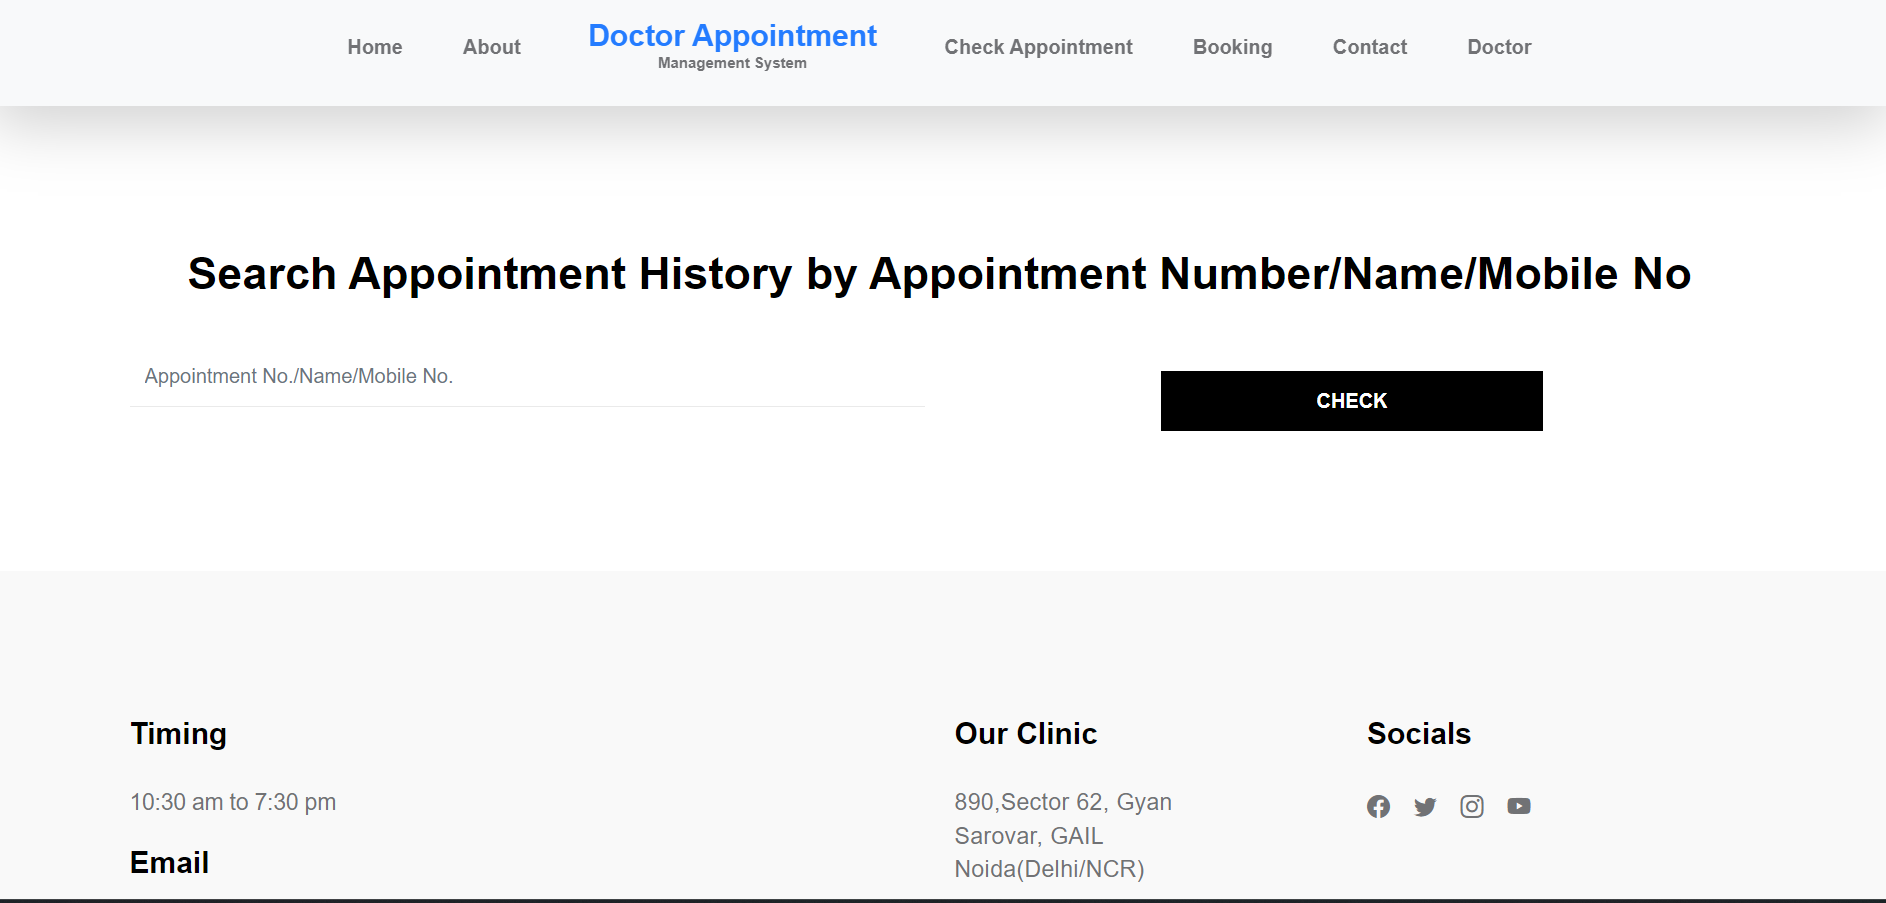 Home
About
Doctor Appointment
Management System
Check Appointment
Booking
Contact
Doctor
Search Appointment History by Appointment Number/Name/Mobile No
Appointment No./Name/Mobile No.
CHECK
Timing
10:30 am to 7:30 pm
Email
Our Clinic
890,Sector 62, Gyan
Sarovar, GAIL
Noida(Delhi/NCR)
Socials